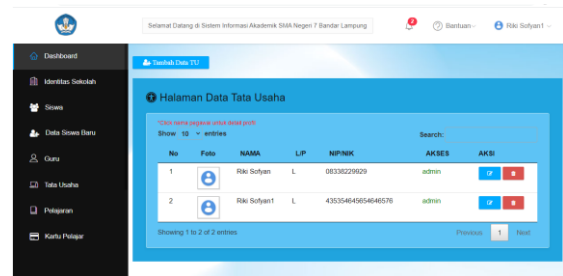 Selamat Datang di Sistem Informasi Akademik SMA Negeri 7 Bandar Lampung
2
Bantuan
Riki Sofyan1
Dashboard
Identitas Sekolah
Siswa
Data Siswa Baru
Guru
Tata Usaha
Pelajaran
Kartu Pelajar
Tambah Data TU
Halaman Data Tata Usaha
*Click nama pegawai untuk detail profil
Show 10 entries
Search:
No Foto NAMA L/P NIP/NIK AKSES AKSI
1 Riki Sofyan L 08338229929 admin
2 Riki Sofyan1 L 435354645654646576 admin
Showing 1 to 2 of 2 entries
Previous 1 Next